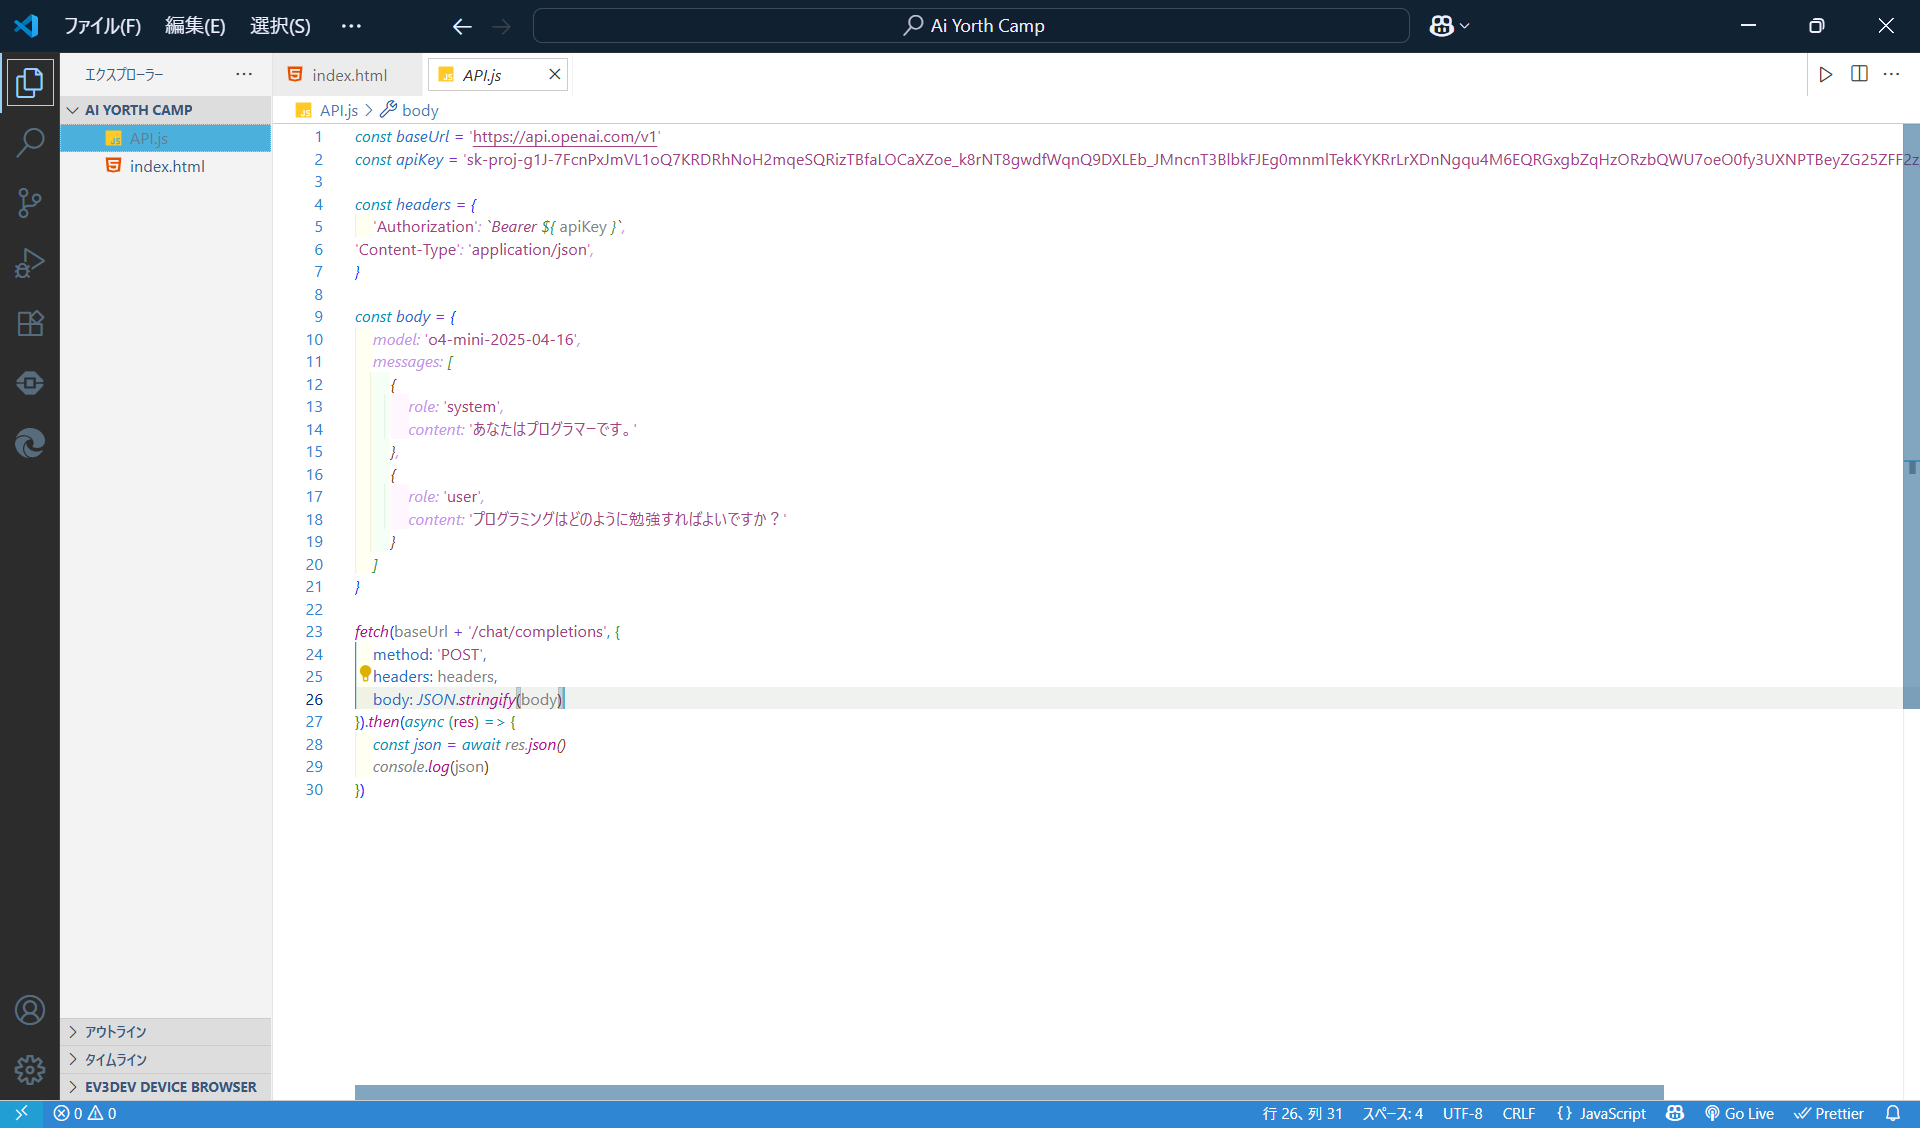 ファイル(F) 編集(E) 選択(S) ··· Ai Yorth Camp
エクスプローラー ···
index.html API.js
AI YORTH CAMP
API.js
index.html
API.js > body
1 const baseUrl = 'https://api.openai.com/v1'
2 const apiKey =
3
4 const headers = {
5 'Authorization': `Bearer ${ apiKey }`,
6 'Content-Type': 'application/json',
7 }
8
9 const body = {
10 model: 'o4-mini-2025-04-16',
11 messages: [
12 {
13 role: 'system',
14 content: 'あなたはプログラマーです。'
15 },
16 {
17 role: 'user',
18 content: 'プログラミングはどのように勉強すればよいですか？'
19 }
20 ]
21 }
22
23 fetch(baseUrl + '/chat/completions', {
24 method: 'POST',
25 headers: headers,
26 body: JSON.stringify(body)
27 }).then(async (res) => {
28 const json = await res.json()
29 console.log(json)
30 })
アウトライン
タイムライン
EV3DEV DEVICE BROWSER
0 0 行 26、列 31 スペース: 4 UTF-8 CRLF {} JavaScript Go Live Prettier